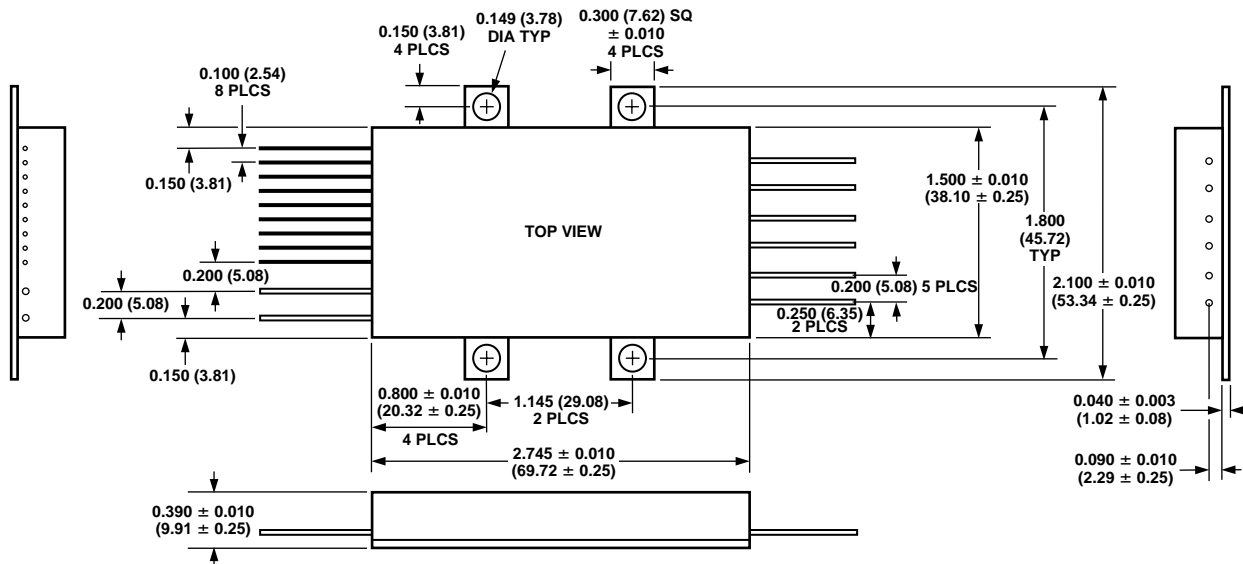 0.150 (3.81)
4 PLCS
0.149 (3.78)
DIA TYP
0.300 (7.62) SQ
± 0.010
4 PLCS
0.100 (2.54)
8 PLCS
0.150 (3.81)
1.500 ± 0.010
(38.10 ± 0.25)
1.800
(45.72)
TYP
TOP VIEW
0.200 (5.08)
0.200 (5.08) 5 PLCS
2.100 ± 0.010
(53.34 ± 0.25)
0.200 (5.08)
0.250 (6.35)
2 PLCS
0.150 (3.81)
0.800 ± 0.010
(20.32 ± 0.25)
4 PLCS
1.145 (29.08)
2 PLCS
0.040 ± 0.003
(1.02 ± 0.08)
2.745 ± 0.010
(69.72 ± 0.25)
0.090 ± 0.010
(2.29 ± 0.25)
0.390 ± 0.010
(9.91 ± 0.25)